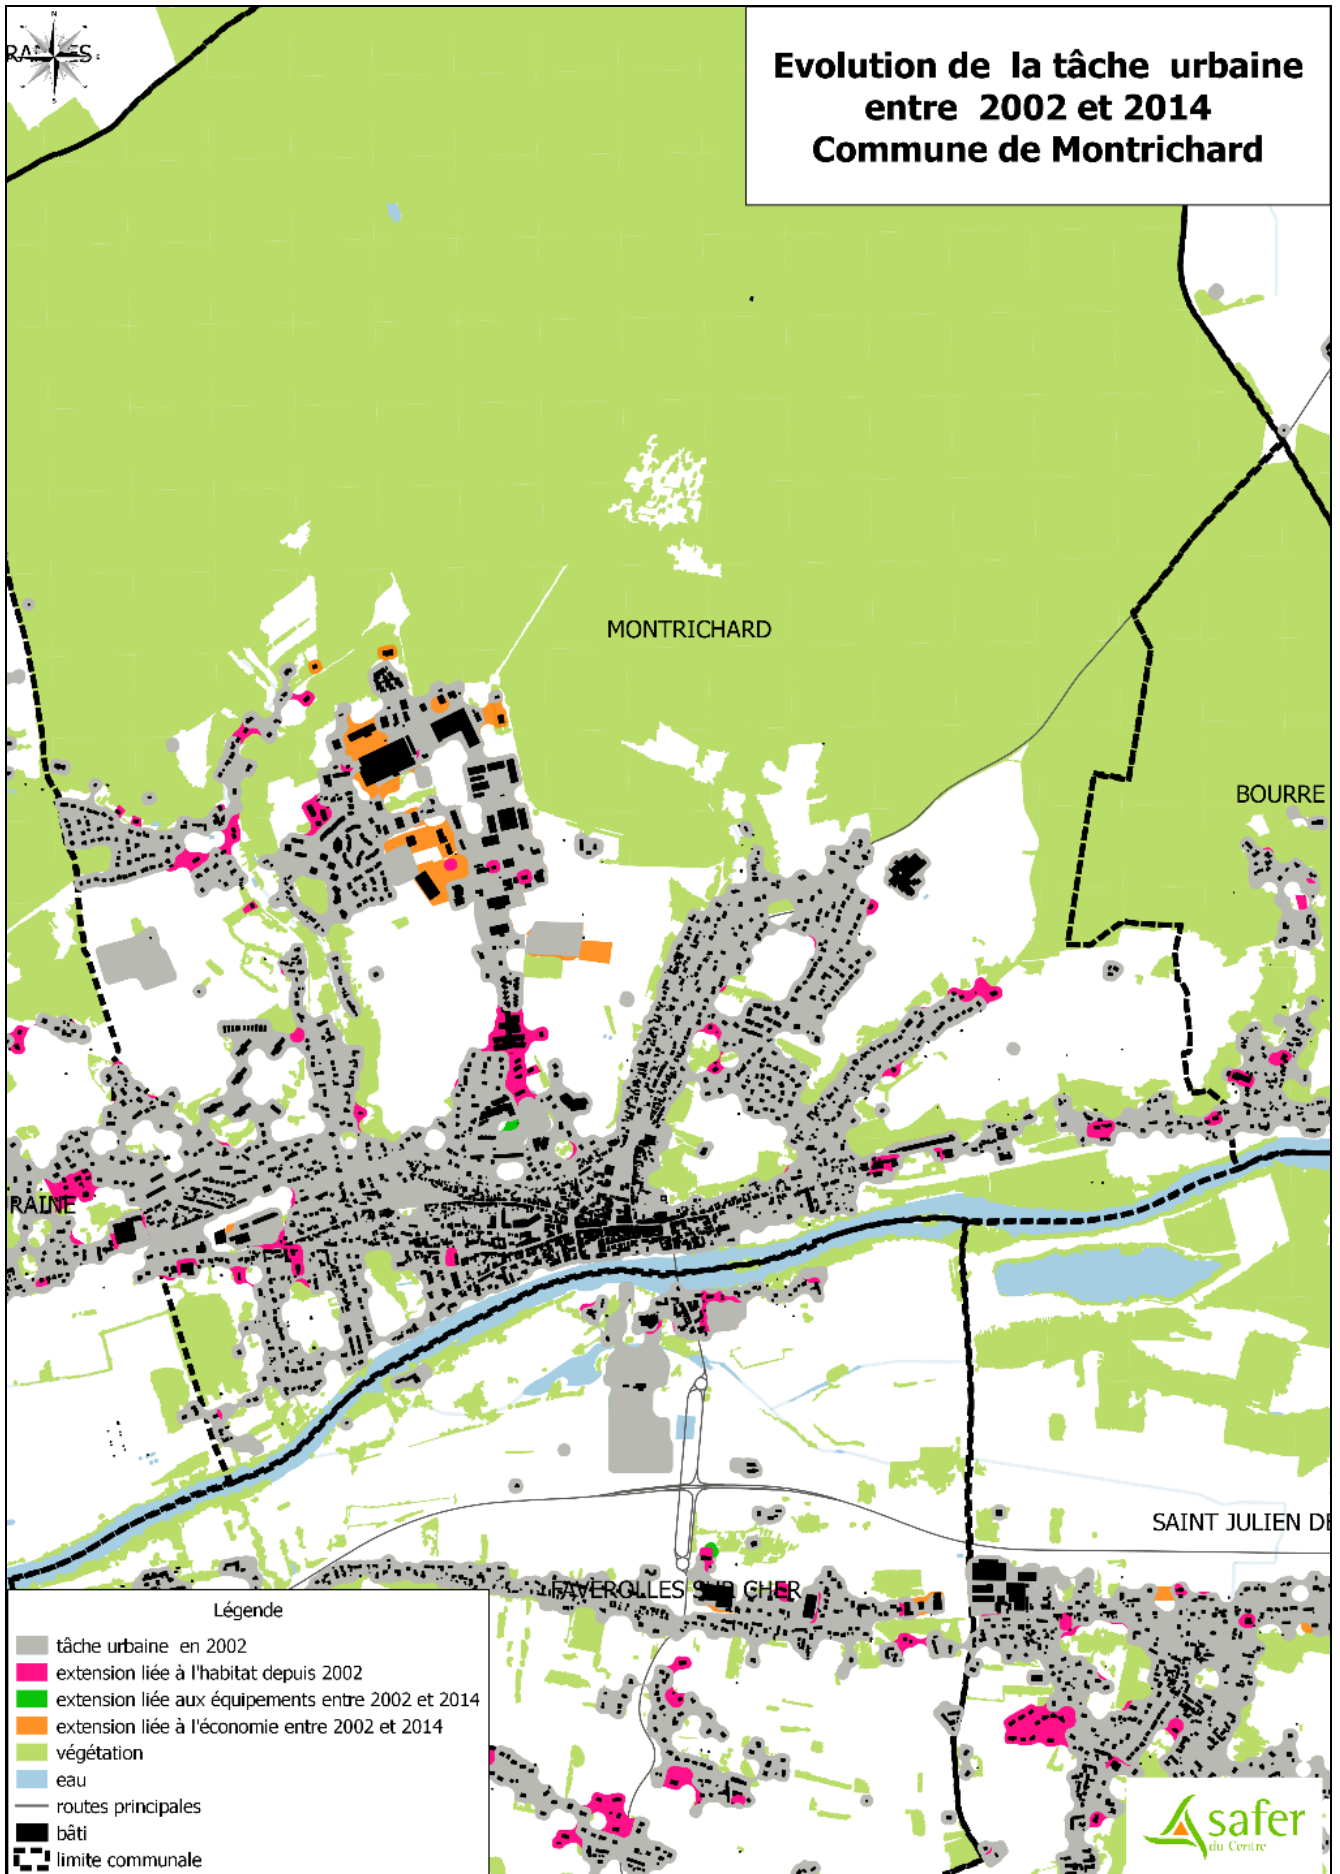 N
RA
ES
S
Evolution de la tâche urbaine
entre 2002 et 2014
Commune de Montrichard
MONTRICHARD
BOURRE
RAINE
SAINT JULIEN DE
FAVEROLLES SUR CHER
Légende
tâche urbaine en 2002
extension liée à l'habitat depuis 2002
extension liée aux équipements entre 2002 et 2014
extension liée à l'économie entre 2002 et 2014
végétation
eau
routes principales
bâti
limite communale
safer
du Centre